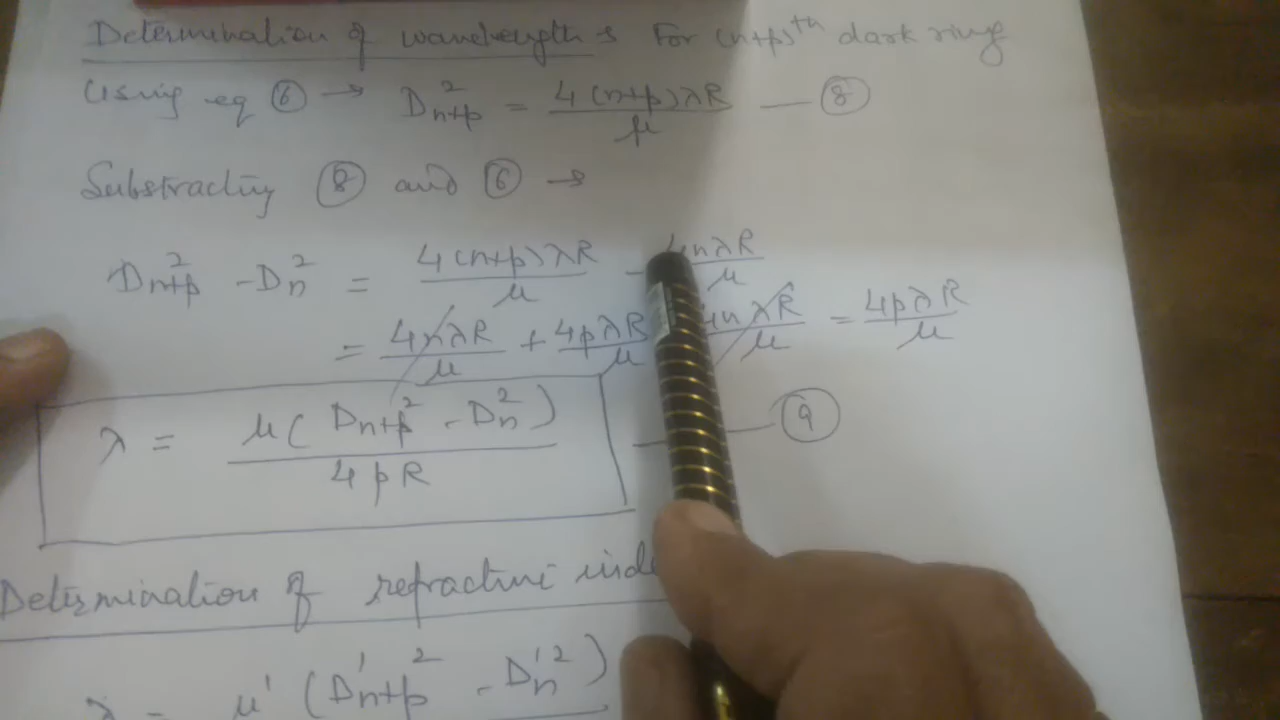 Determination of wavelength → For (n+p)th dark ring
Using eq ⑥ → D²n+p = 4(n+p)λR/μ — ⑧
Substracting ⑧ and ⑥ →
D²n+p - D²n = 4(n+p)λR/μ - 4nλR/μ
= 4nλR/μ + 4pλR/μ 4nλR/μ = 4pλR/μ
λ = μ(D²n+p - D²n)/4pR — ⑨
Determination of refractive
λ = μ' (D'²n+p - D'²n)